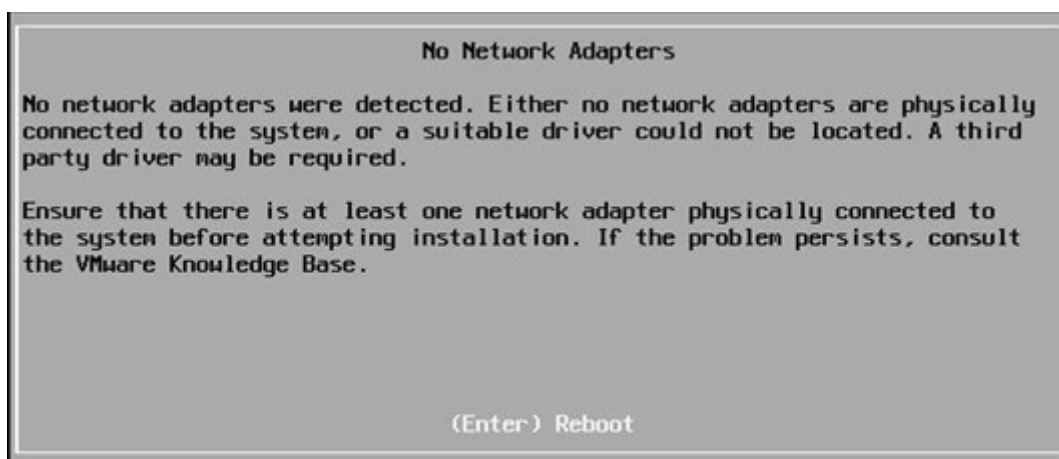 No Network Adapters
No network adapters were detected. Either no network adapters are physically
connected to the system, or a suitable driver could not be located. A third
party driver may be required.
Ensure that there is at least one network adapter physically connected to
the system before attempting installation. If the problem persists, consult
the VMware Knowledge Base.
(Enter) Reboot